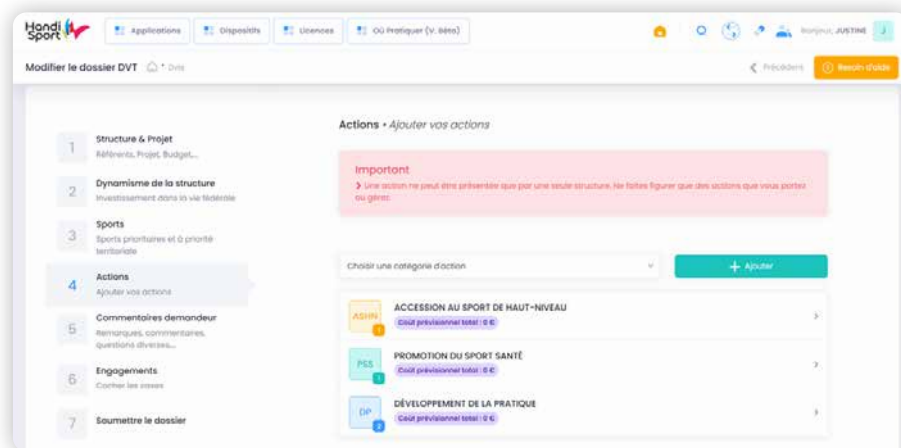 Handi Sport
Applications
Dispositifs
Licences
Où Pratiquer (V. Bêta)
Bonjour, JUSTINE
J
Modifier le dossier DVT
Dvts
Précédent
Besoin d'aide
1
Structure & Projet
Référents, Projet, Budget,...
2
Dynamisme de la structure
Investissement dans la vie fédérale
3
Sports
Sports prioritaires et à priorité
territoriale
4
Actions
Ajouter vos actions
5
Commentaires demandeur
Remarques, commentaires,
questions diverses...
6
Engagements
Cocher les cases
7
Soumettre le dossier
Actions • Ajouter vos actions
Important
Une action ne peut être présentée que par une seule structure. Ne faites figurer que des actions que vous portez
ou gérez.
Choisir une catégorie d'action
+ Ajouter
ASHN
1
ACCESSION AU SPORT DE HAUT-NIVEAU
Coût prévisionnel total : 0 €
PSS
1
PROMOTION DU SPORT SANTÉ
Coût prévisionnel total : 0 €
DP
2
DÉVELOPPEMENT DE LA PRATIQUE
Coût prévisionnel total : 0 €